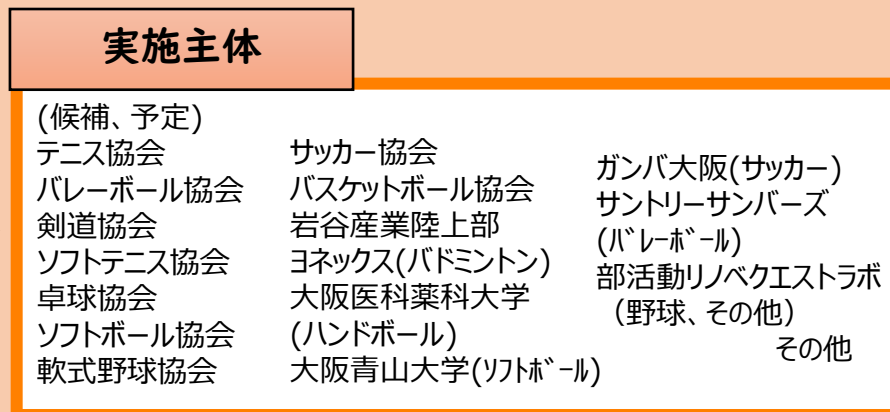 実施主体
(候補、予定)
テニス協会
バレーボール協会
剣道協会
ソフトテニス協会
卓球協会
ソフトボール協会
軟式野球協会
サッカー協会
バスケットボール協会
岩谷産業陸上部
ヨネックス(バドミントン)
大阪医科薬科大学
(ハンドボール)
大阪青山大学(ソフトボール)
ガンバ大阪(サッカー)
サントリーサンバーズ
(バレーボール)
部活動リノベクエストラボ
(野球、その他)
その他